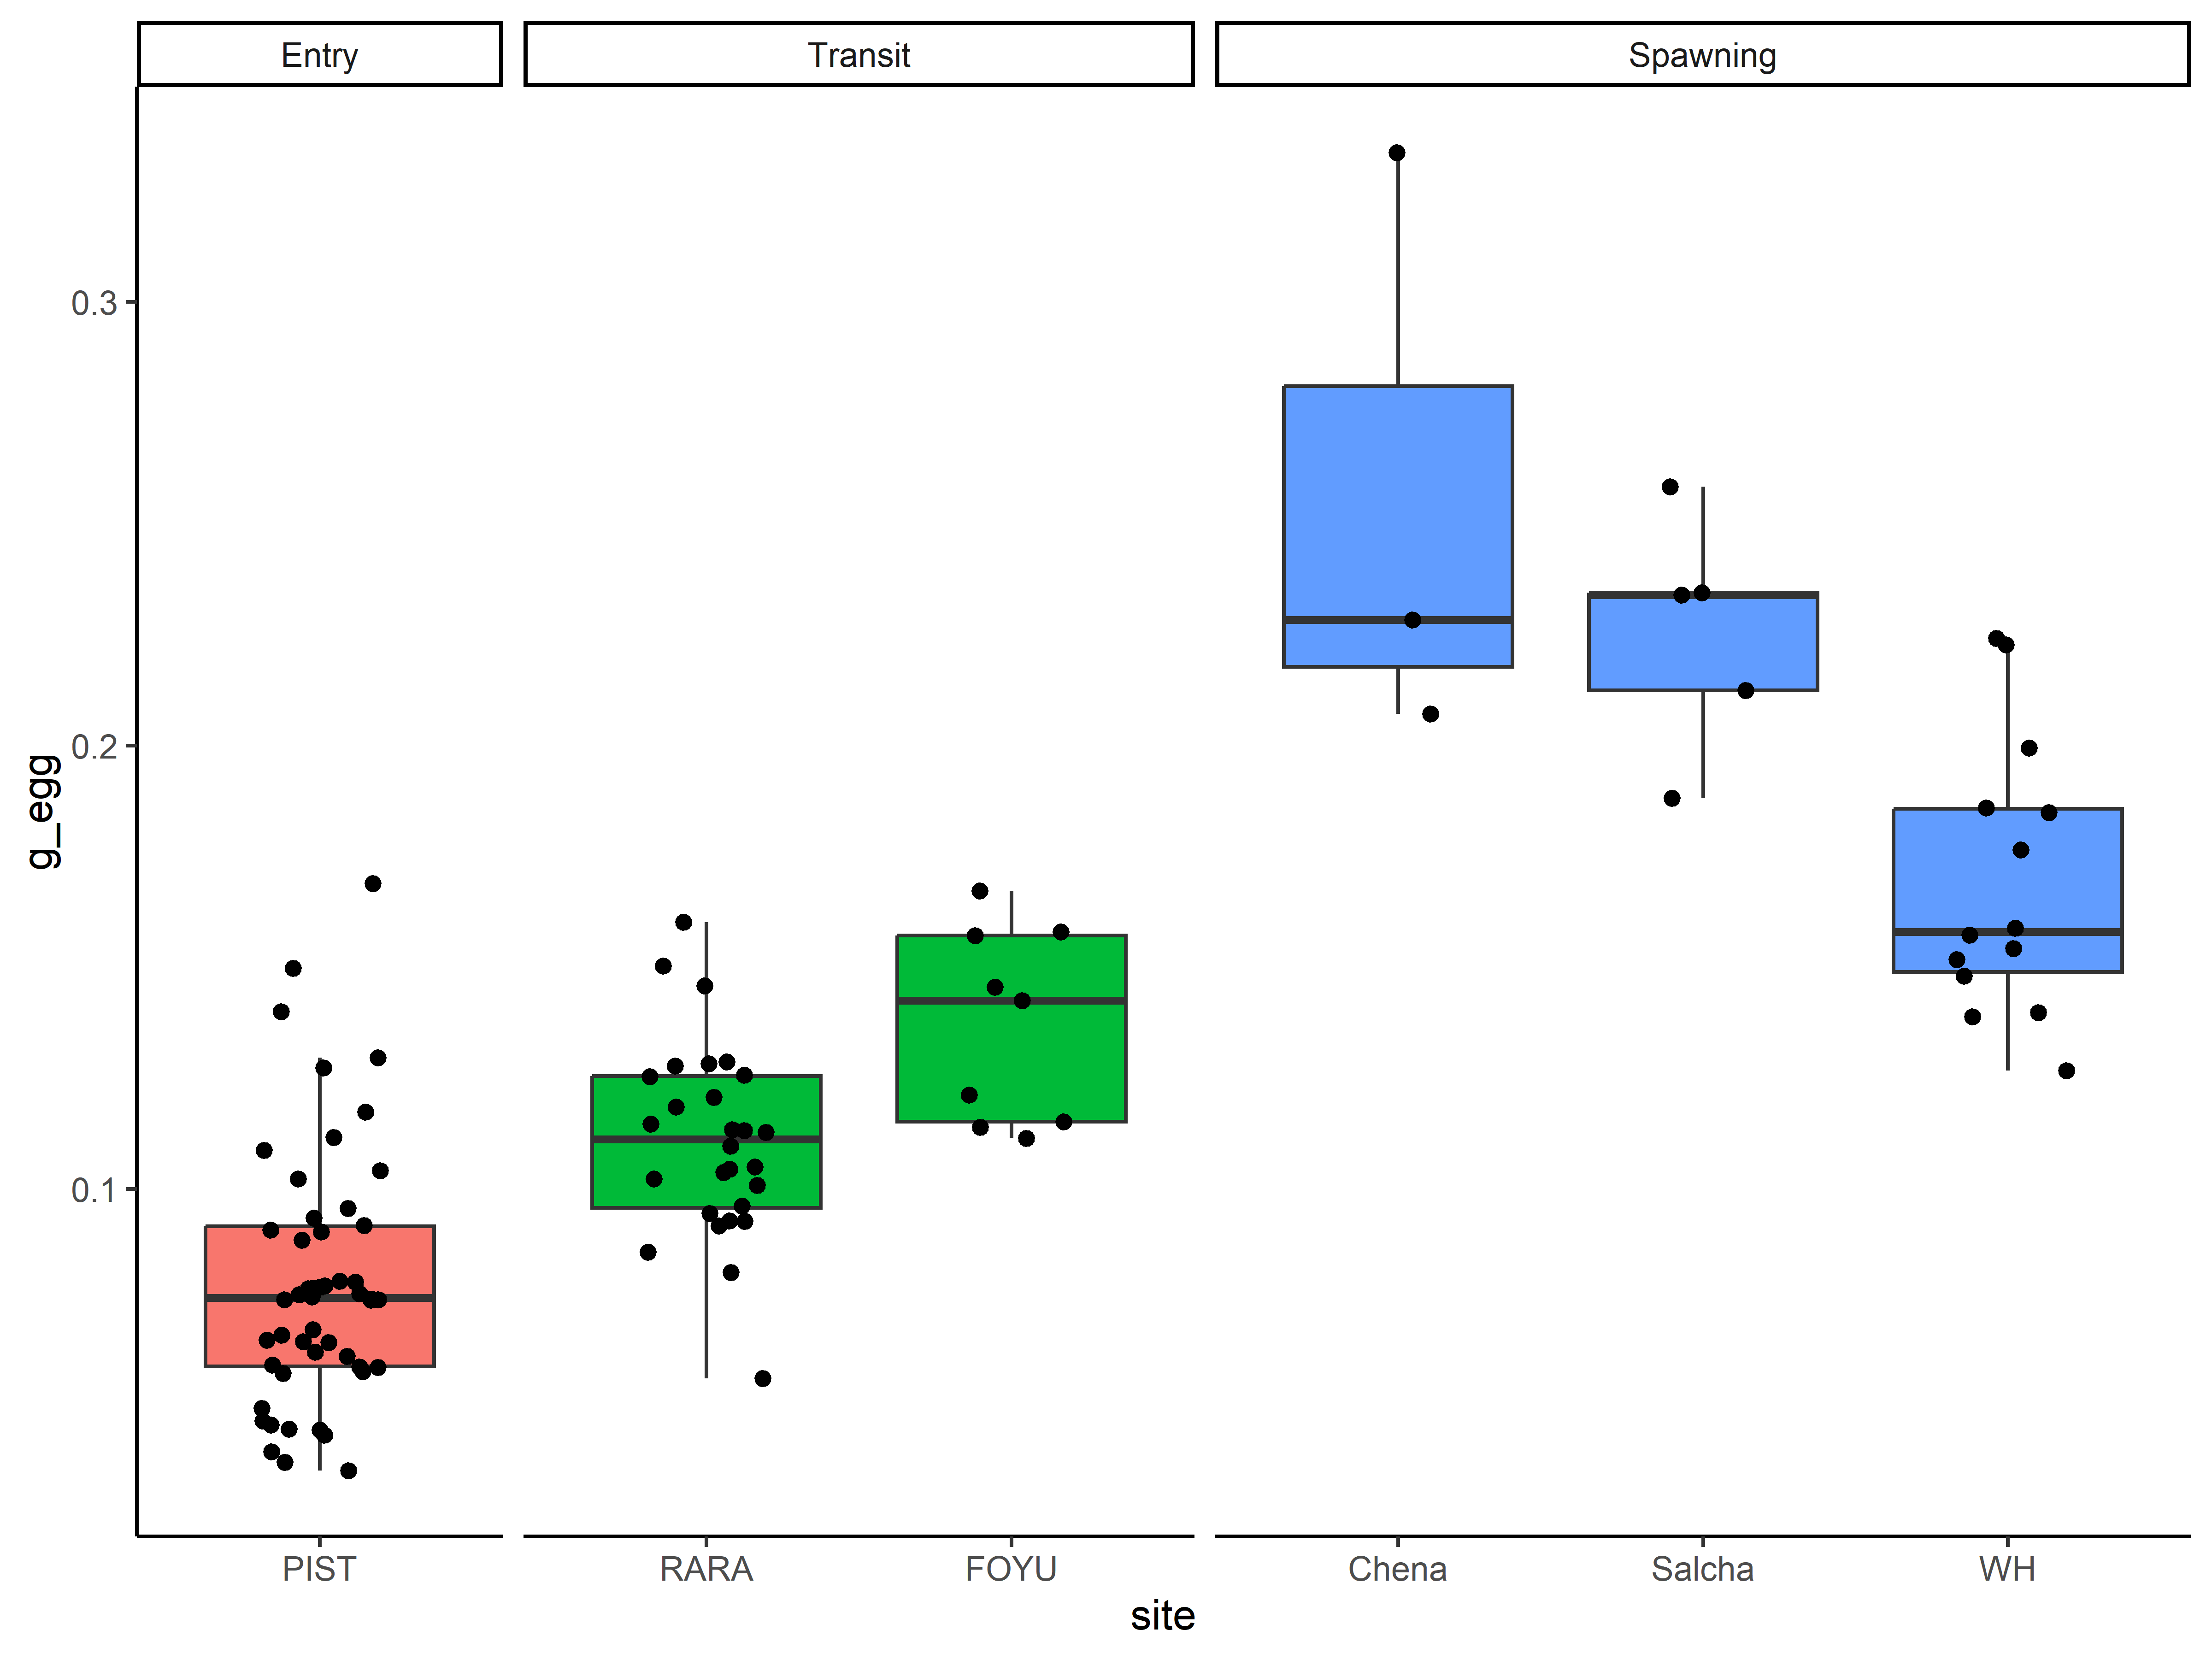 Entry Transit Spawning
0.3
0.2
0.1
g_egg
PIST RARA FOYU Chena Salcha WH
site